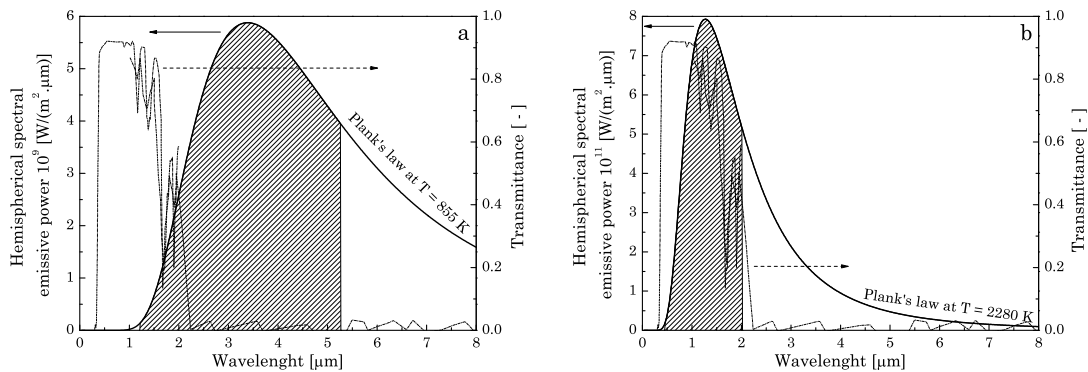 6
5
4
3
2
1
0
Hemispherical spectral
emissive power 10⁹ [W/(m² .µm)]
a
Plank's law at T = 855 K
1.0
0.8
0.6
0.4
0.2
0.0
Transmittance [ - ]
0 1 2 3 4 5 6 7 8
Wavelenght [µm]
8
7
6
5
4
3
2
1
0
Hemispherical spectral
emissive power 10¹¹ [W/(m² .µm)]
b
Plank's law at T = 2280 K
1.0
0.8
0.6
0.4
0.2
0.0
Transmittance [ - ]
0 1 2 3 4 5 6 7 8
Wavelenght [µm]